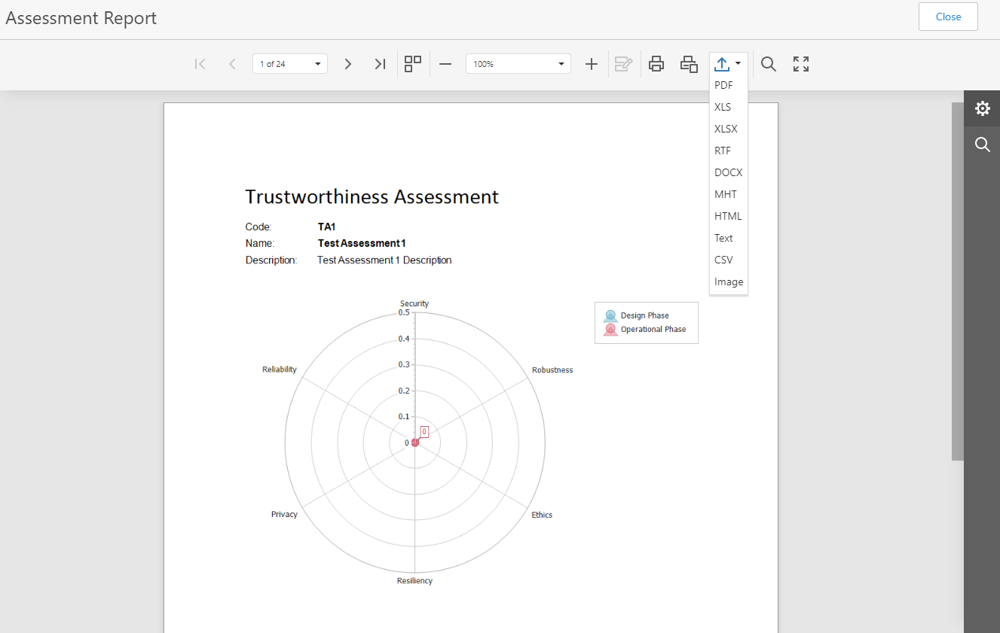 Assessment Report
Close
1 of 24
100%
PDF
XLS
XLSX
RTF
DOCX
MHT
HTML
Text
CSV
Image
Trustworthiness Assessment
Code: TA1
Name: Test Assessment 1
Description: Test Assessment 1 Description
Security
0.5
0.4
0.3
0.2
0.1
0
0
Reliability
Robustness
Privacy
Ethics
Resiliency
Design Phase
Operational Phase